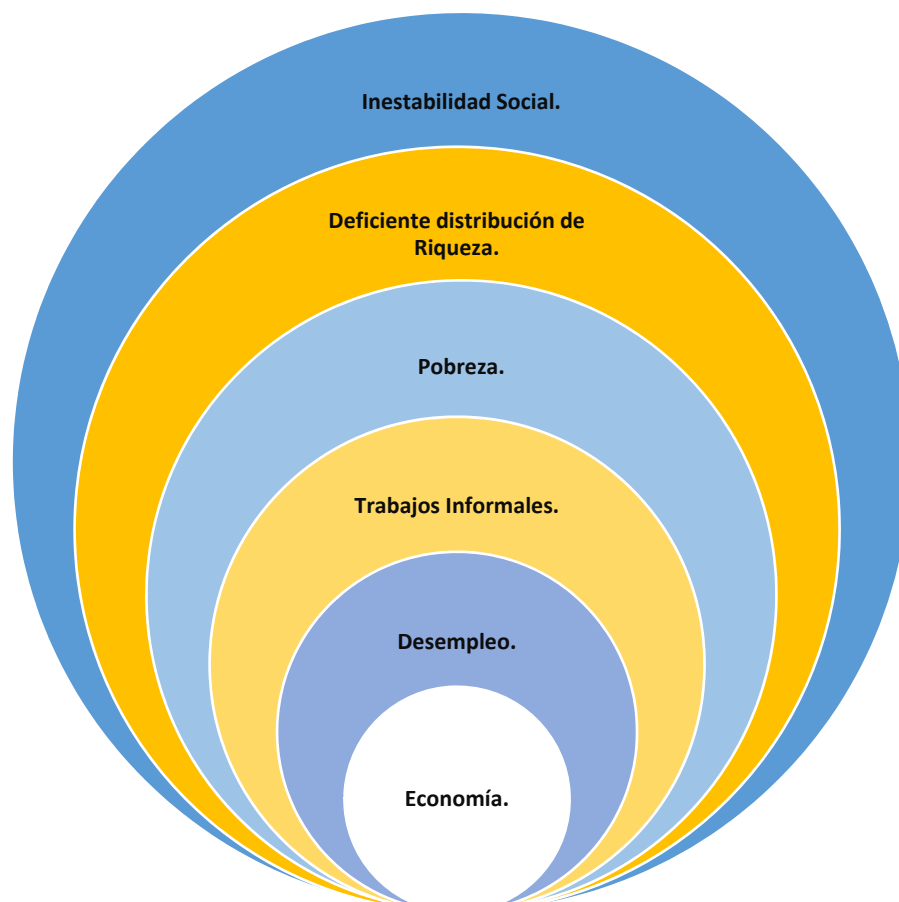 Inestabilidad Social.
Deficiente distribución de
Riqueza.
Pobreza.
Trabajos Informales.
Desempleo.
Economía.